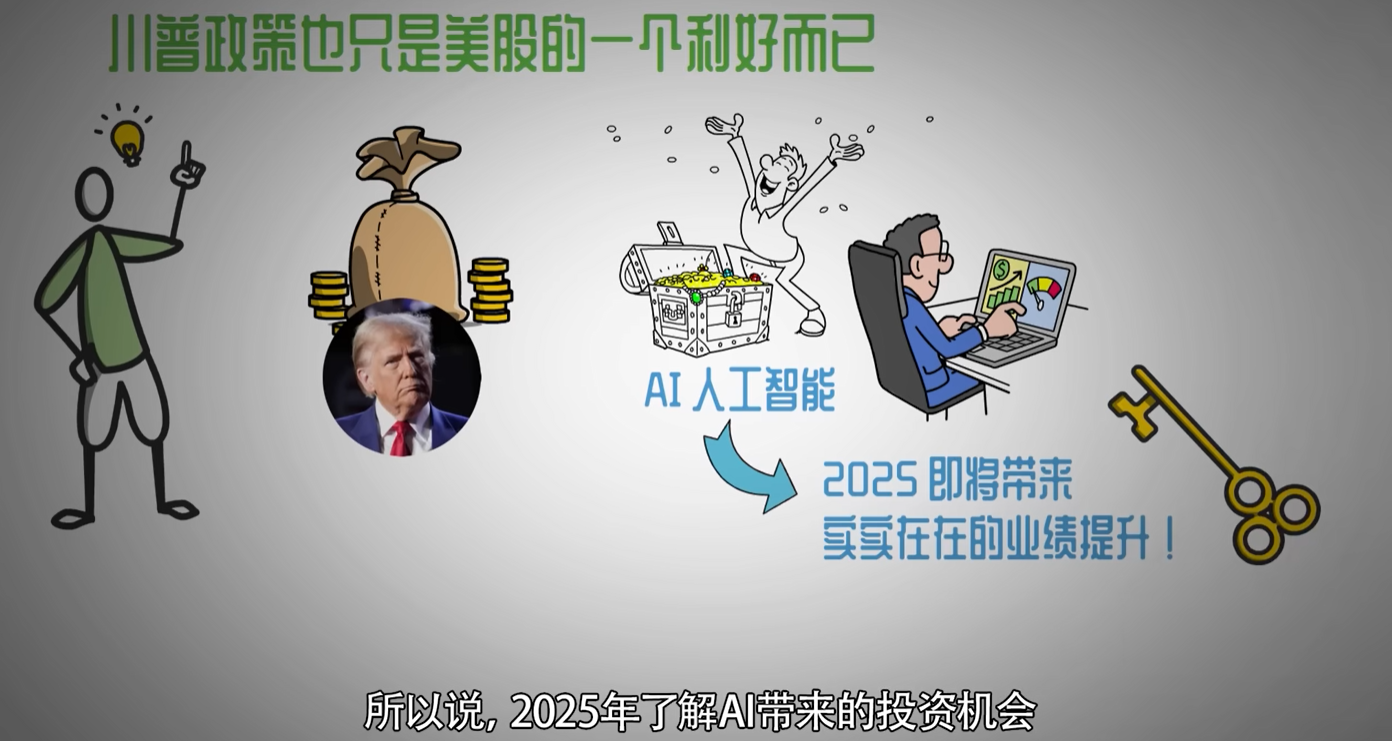 川普政策也只是美股的一个利好而已
AI 人工智能
2025 即将带来
实实在在的业绩提升！
所以说, 2025年了解AI带来的投资机会